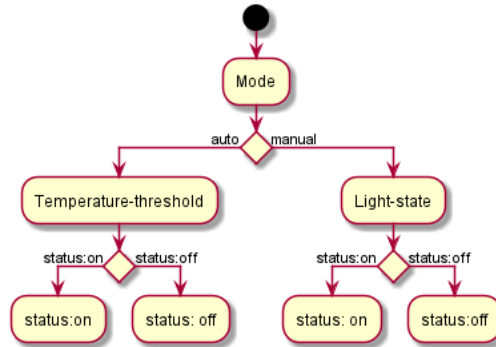 Mode
auto
manual
Temperature-threshold
Light-state
status:on
status:off
status:on
status:off
status:on
status: off
status: on
status:off